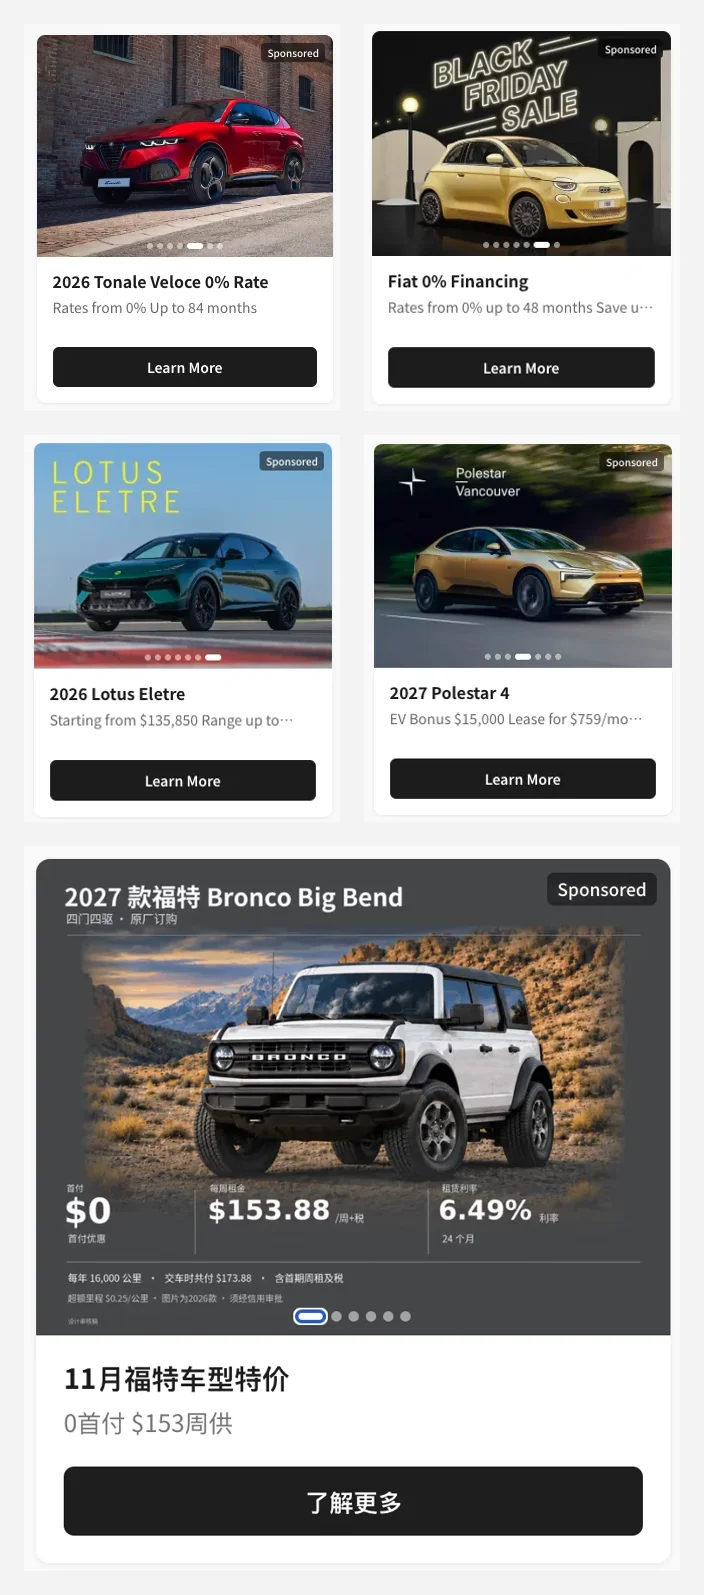 Sponsored
2026 Tonale Veloce 0% Rate
Rates from 0% Up to 84 months
Learn More
BLACK
FRIDAY
SALE
Sponsored
Fiat 0% Financing
Rates from 0% up to 48 months Save u···
Learn More
LOTUS
ELETRE
Sponsored
2026 Lotus Eletre
Starting from $135,850 Range up to···
Learn More
Polestar
Vancouver
Sponsored
2027 Polestar 4
EV Bonus $15,000 Lease for $759/mo···
Learn More
2027 款福特 Bronco Big Bend
Sponsored
四门四驱 · 原厂订购
BRONCO
首付
$0
首付优惠
每周租金
$153.88 /周+税
租赁利率
6.49% 利率
24 个月
每年 16,000 公里 · 交车时共付 $173.88 · 含首期周租及税
超额里程 $0.25/公里 · 图片为2026款 · 须经信用审批
设计审核稿
11月福特车型特价
0首付 $153周供
了解更多